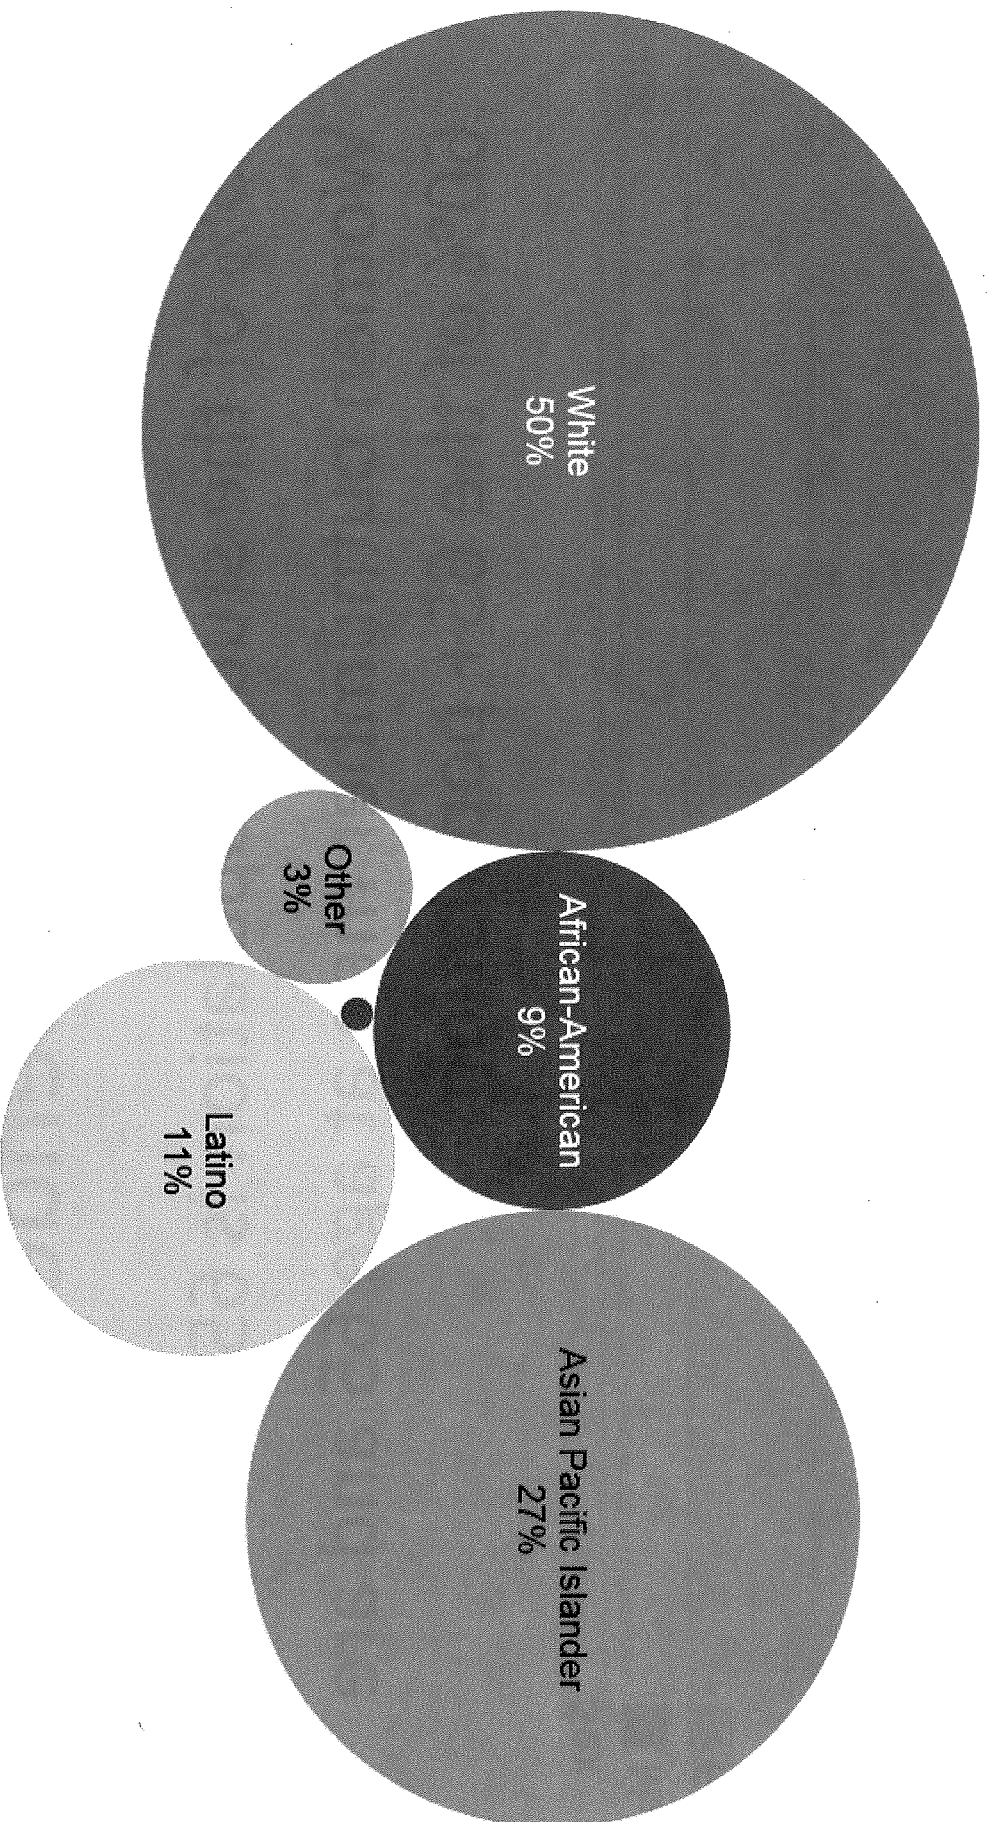 White
50%
African-American
9%
Other
3%
Latino
11%
Asian Pacific Islander
27%